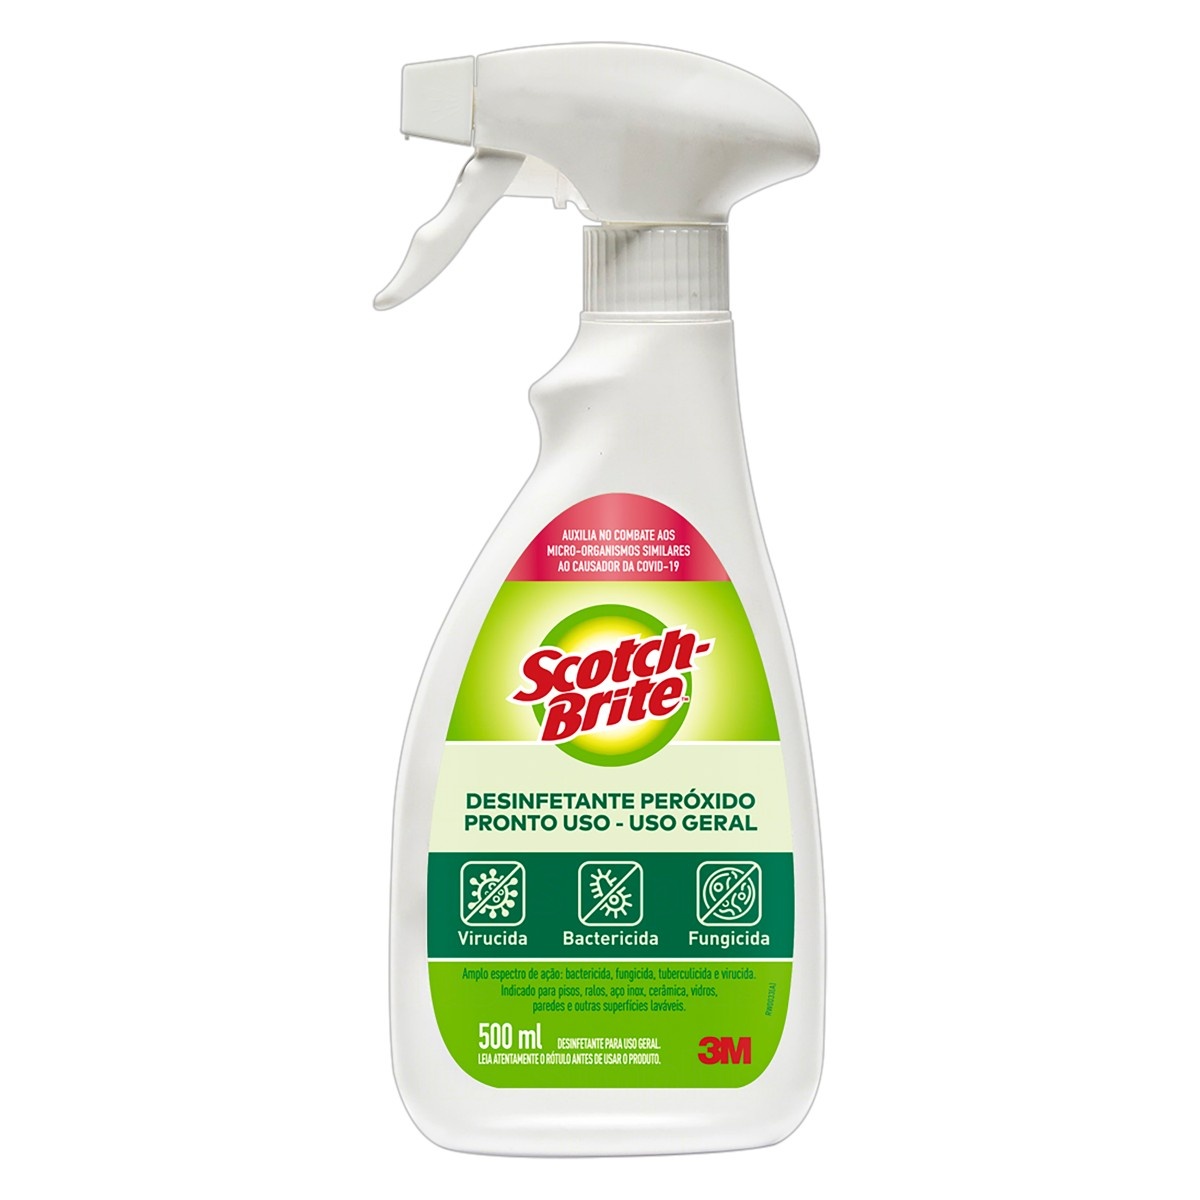 AUXILIA NO COMBATE AOS
MICRO-ORGANISMOS SIMILARES
AO CAUSADOR DA COVID-19
Scotch-
Brite™
DESINFETANTE PERÓXIDO
PRONTO USO - USO GERAL
Virucida Bactericida Fungicida
Amplo espectro de ação: bactericida, fungicida, tuberculicida e virucida.
Indicado para pisos, ralos, aço inox, cerâmica, vidros,
paredes e outras superfícies laváveis.
500 ml
DESINFETANTE PARA USO GERAL.
LEIA ATENTAMENTE O RÓTULO ANTES DE USAR O PRODUTO.
3M